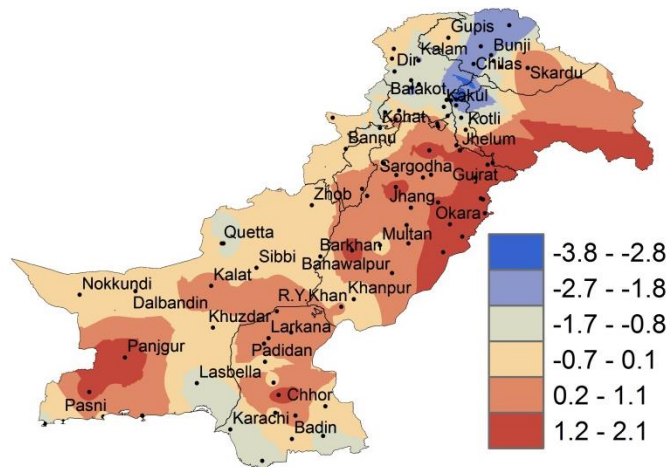 Gupis
Kalam
Bunji
Dir
Chilas
Skardu
Balakot
Kakul
Kohat
Kotli
Bannu
Jhelum
Sargodha
Gujrat
Zhob
Jhang
Okara
Quetta
Multan
Barkhan
Sibbi
Bahawalpur
Kalat
Nokkundi
Dalbandin
R.Y.Khan
Khanpur
Khuzdar
Larkana
Panjgur
Padidan
Lasbella
Chhor
Pasni
Karachi
Badin
-3.8 - -2.8
-2.7 - -1.8
-1.7 - -0.8
-0.7 - 0.1
0.2 - 1.1
1.2 - 2.1